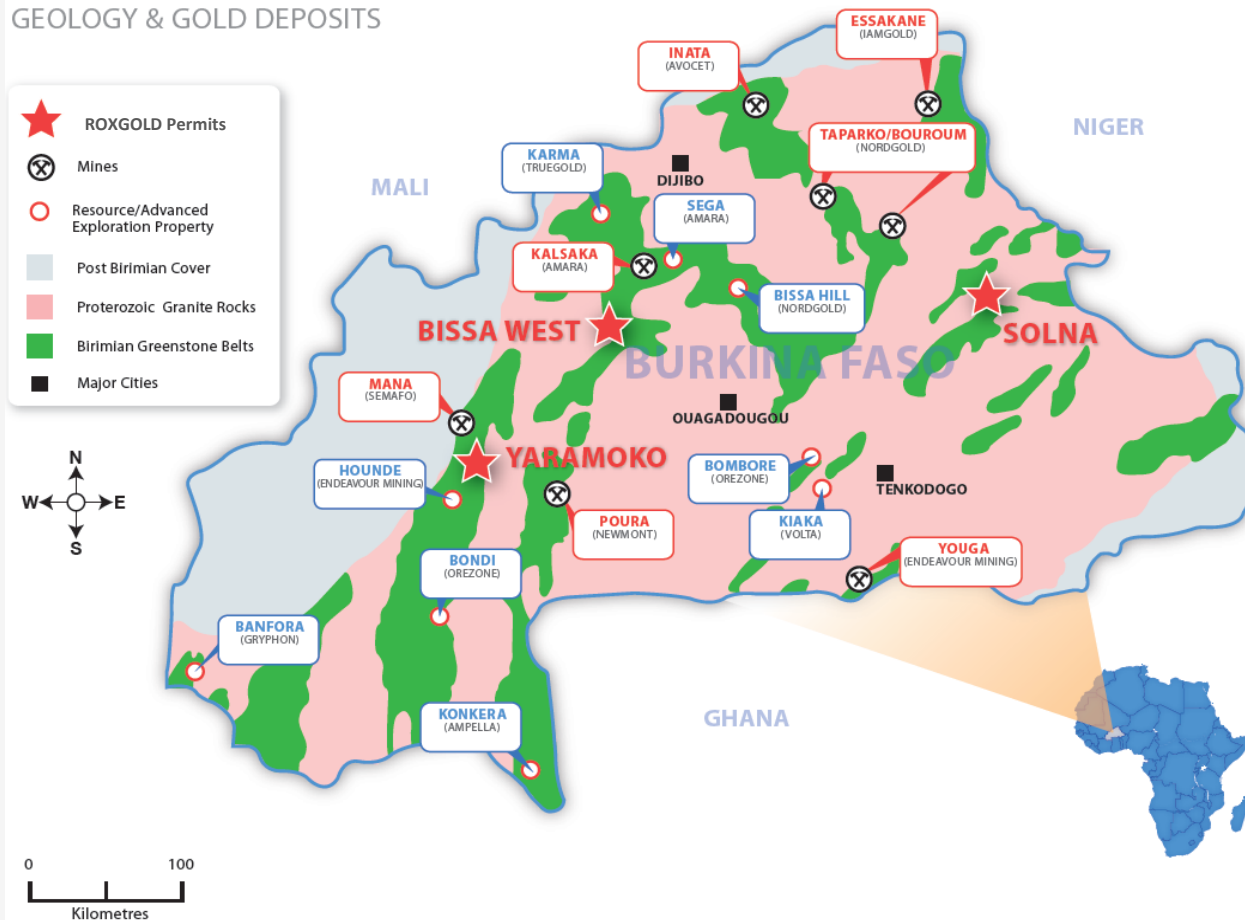 GEOLOGY & GOLD DEPOSITS
ROXGOLD Permits
Mines
Resource/Advanced
Exploration Property
Post Birimian Cover
Proterozoic Granite Rocks
Birimian Greenstone Belts
Major Cities
N
W
E
S
0
100
Kilometres
ESSAKANE
(IAMGOLD)
INATA
(AVOCET)
NIGER
TAPARKO/BOUROUM
(NORDGOLD)
KARMA
(TRUEGOLD)
DIJIBO
MALI
SEGA
(AMARA)
KALSAKA
(AMARA)
BISSA HILL
(NORDGOLD)
BISSA WEST
SOLNA
BURKINA FASO
MANA
(SEMAFO)
OUAGADOUGOU
YARAMOKO
HOUNDE
(ENDEAVOUR MINING)
BOMBORE
(OREZONE)
TENKODOGO
POURA
(NEWMONT)
KIAKA
(VOLTA)
YOUGA
(ENDEAVOUR MINING)
BONDI
(OREZONE)
BANFORA
(GRYPHON)
KONKERA
(AMPELLA)
GHANA